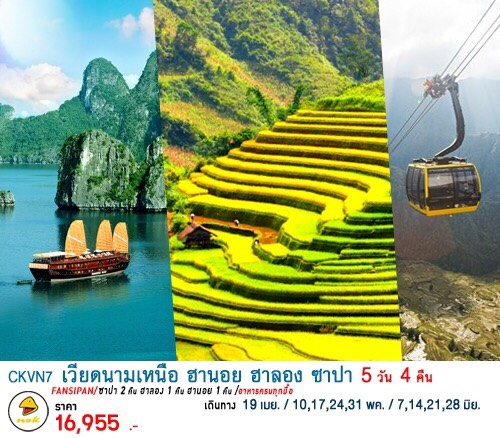 CKVN7 เวียดนามเหนือ ฮานอย ฮาลอง ซาปา 5 วัน 4 คืน
FANSIPAN/ซาปา 2 คืน ฮาลอง 1 คืน ฮานอย 1 คืน /อาหารครบทุกมื้อ
nok ราคา เดินทาง 19 เมย. / 10,17,24,31 พค. / 7,14,21,28 มิย.
16,955 .-